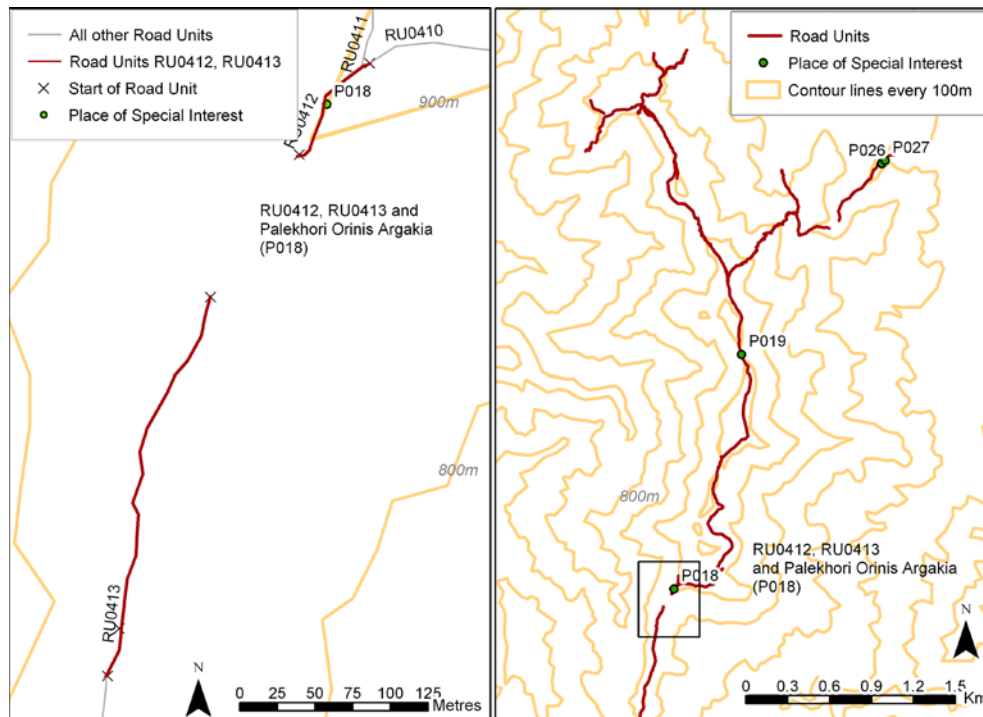 All other Road Units
Road Units RU0412, RU0413
Start of Road Unit
Place of Special Interest
RU0411
RU0410
P018
RU0412
900m
RU0412, RU0413 and
Palekhori Orinis Argakia
(P018)
800m
RU0413
N
0 25 50 75 100 125
Metres
Road Units
Place of Special Interest
Contour lines every 100m
P026
P027
P019
800m
RU0412, RU0413
and Palekhori Orinis Argakia
(P018)
P018
N
0 0.3 0.6 0.9 1.2 1.5
Km